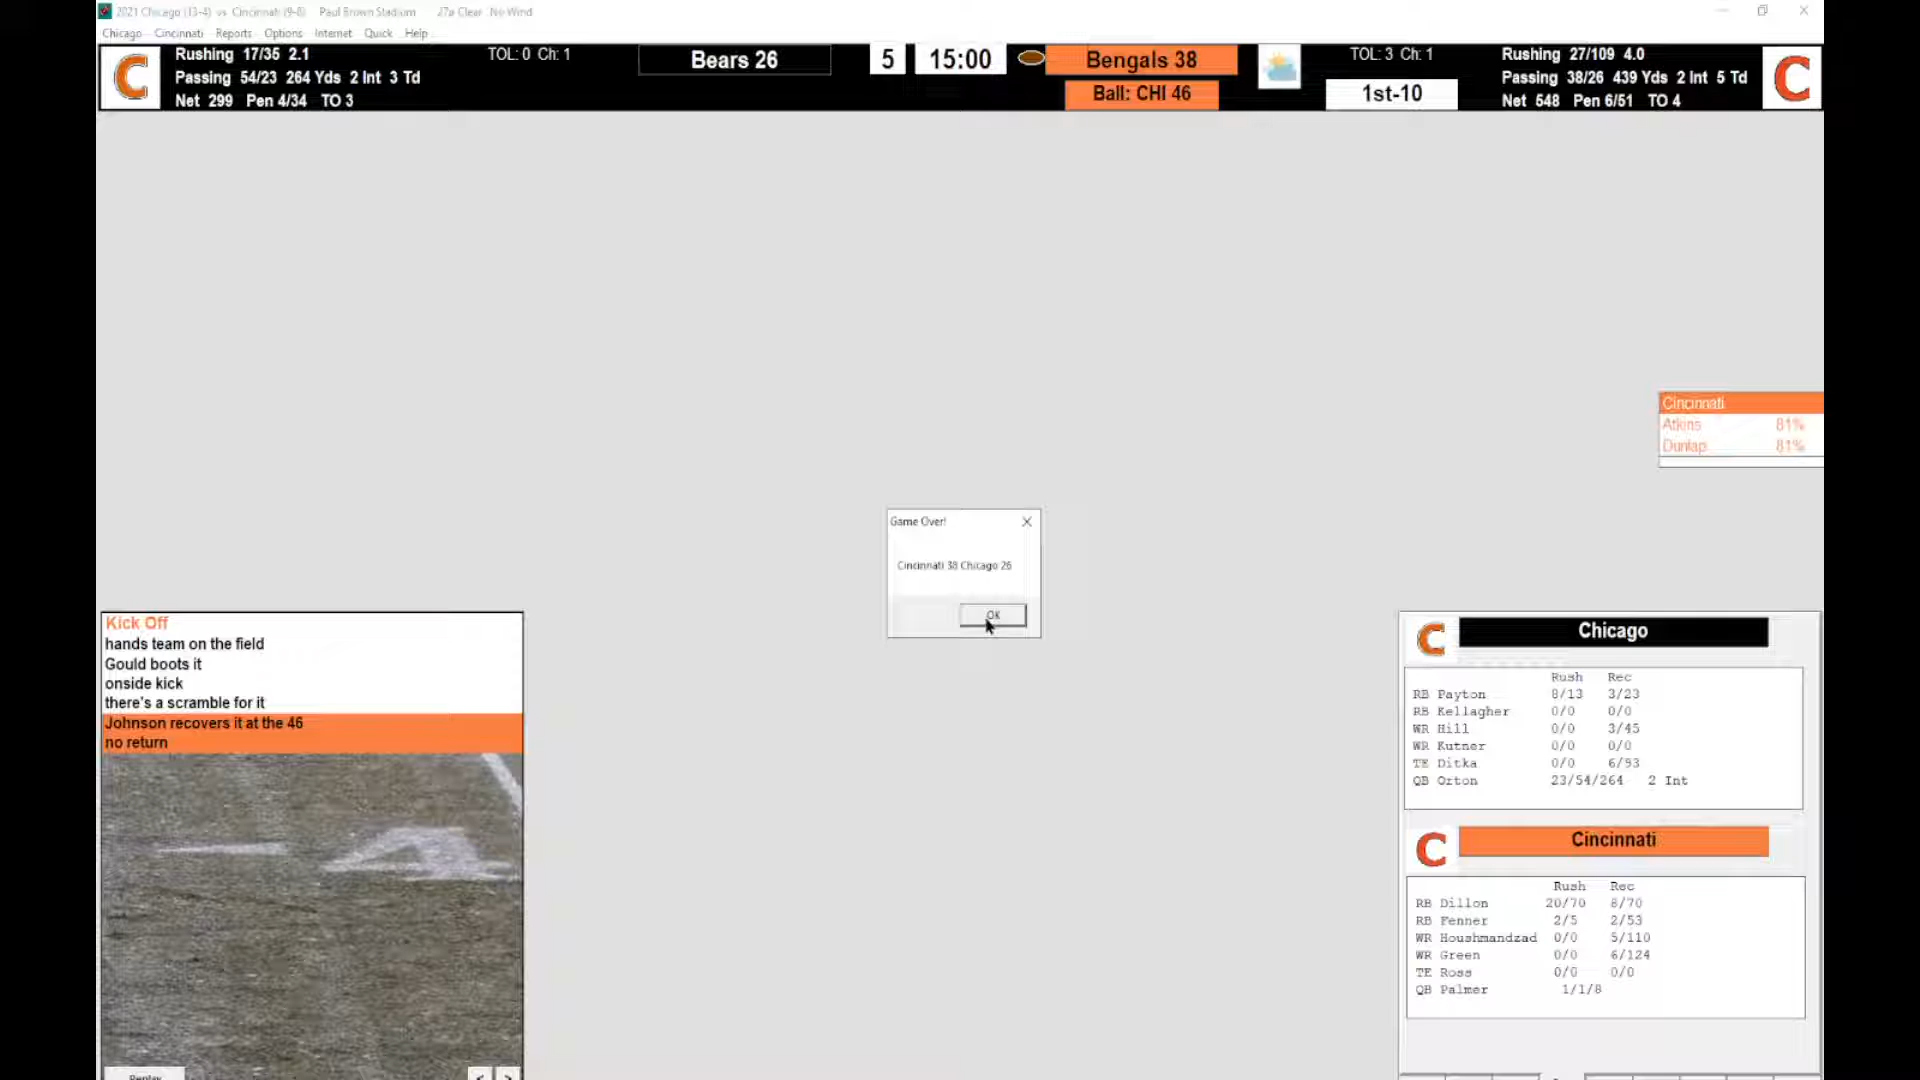 2021 Chicago (13-4) vs Cincinnati (9-8) Paul Brown Stadium 27ø Clear No Wind
Chicago Cincinnati Reports Options Internet Quick Help
C
Rushing 17/35 2.1
Passing 54/23 264 Yds 2 Int 3 Td
Net 299 Pen 4/34 TO 3
TOL: 0 Ch: 1
Bears 26
5
15:00
Bengals 38
Ball: CHI 46
TOL: 3 Ch: 1
1st-10
Rushing 27/109 4.0
Passing 38/26 439 Yds 2 Int 5 Td
Net 548 Pen 6/51 TO 4
C
Cincinnati
Atkins 81%
Dunlap 81%
Game Over!
Cincinnati 38 Chicago 26
OK
Kick Off
hands team on the field
Gould boots it
onside kick
there's a scramble for it
Johnson recovers it at the 46
no return
Replay
< >
C
Chicago
Rush Rec
RB Payton 8/13 3/23
RB Kellagher 0/0 0/0
WR Hill 0/0 3/45
WR Kutner 0/0 0/0
TE Ditka 0/0 6/93
QB Orton 23/54/264 2 Int
C
Cincinnati
Rush Rec
RB Dillon 20/70 8/70
RB Fenner 2/5 2/53
WR Houshmandzad 0/0 5/110
WR Green 0/0 6/124
TE Ross 0/0 0/0
QB Palmer 1/1/8